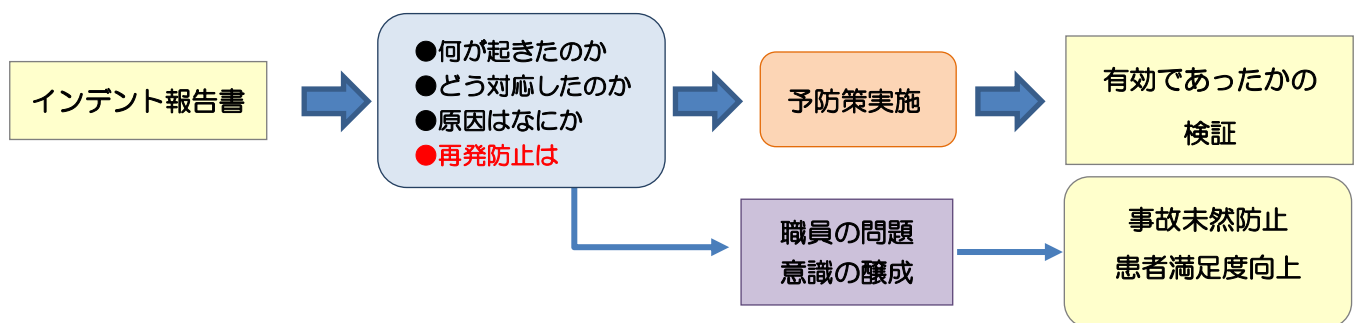 インデント報告書
●何が起きたのか
●どう対応したのか
●原因はなにか
●再発防止は
予防策実施
有効であったかの
検証
職員の問題
意識の醸成
事故未然防止
患者満足度向上